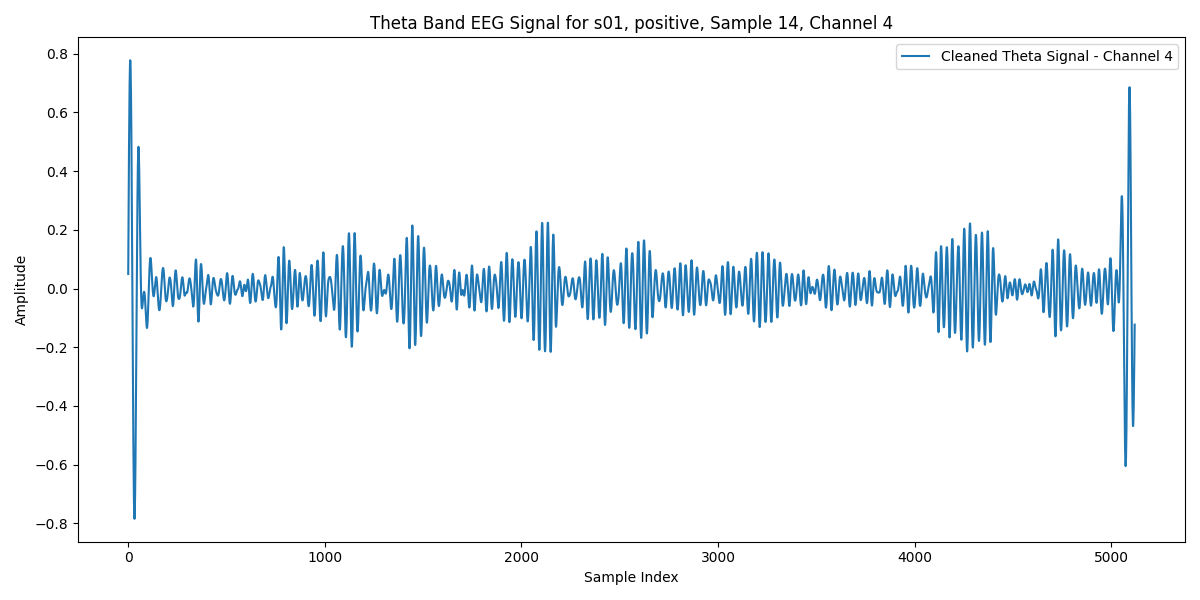 Theta Band EEG Signal for s01, positive, Sample 14, Channel 4
Cleaned Theta Signal - Channel 4
Amplitude
0.8
0.6
0.4
0.2
0.0
−0.2
−0.4
−0.6
−0.8
0 1000 2000 3000 4000 5000
Sample Index